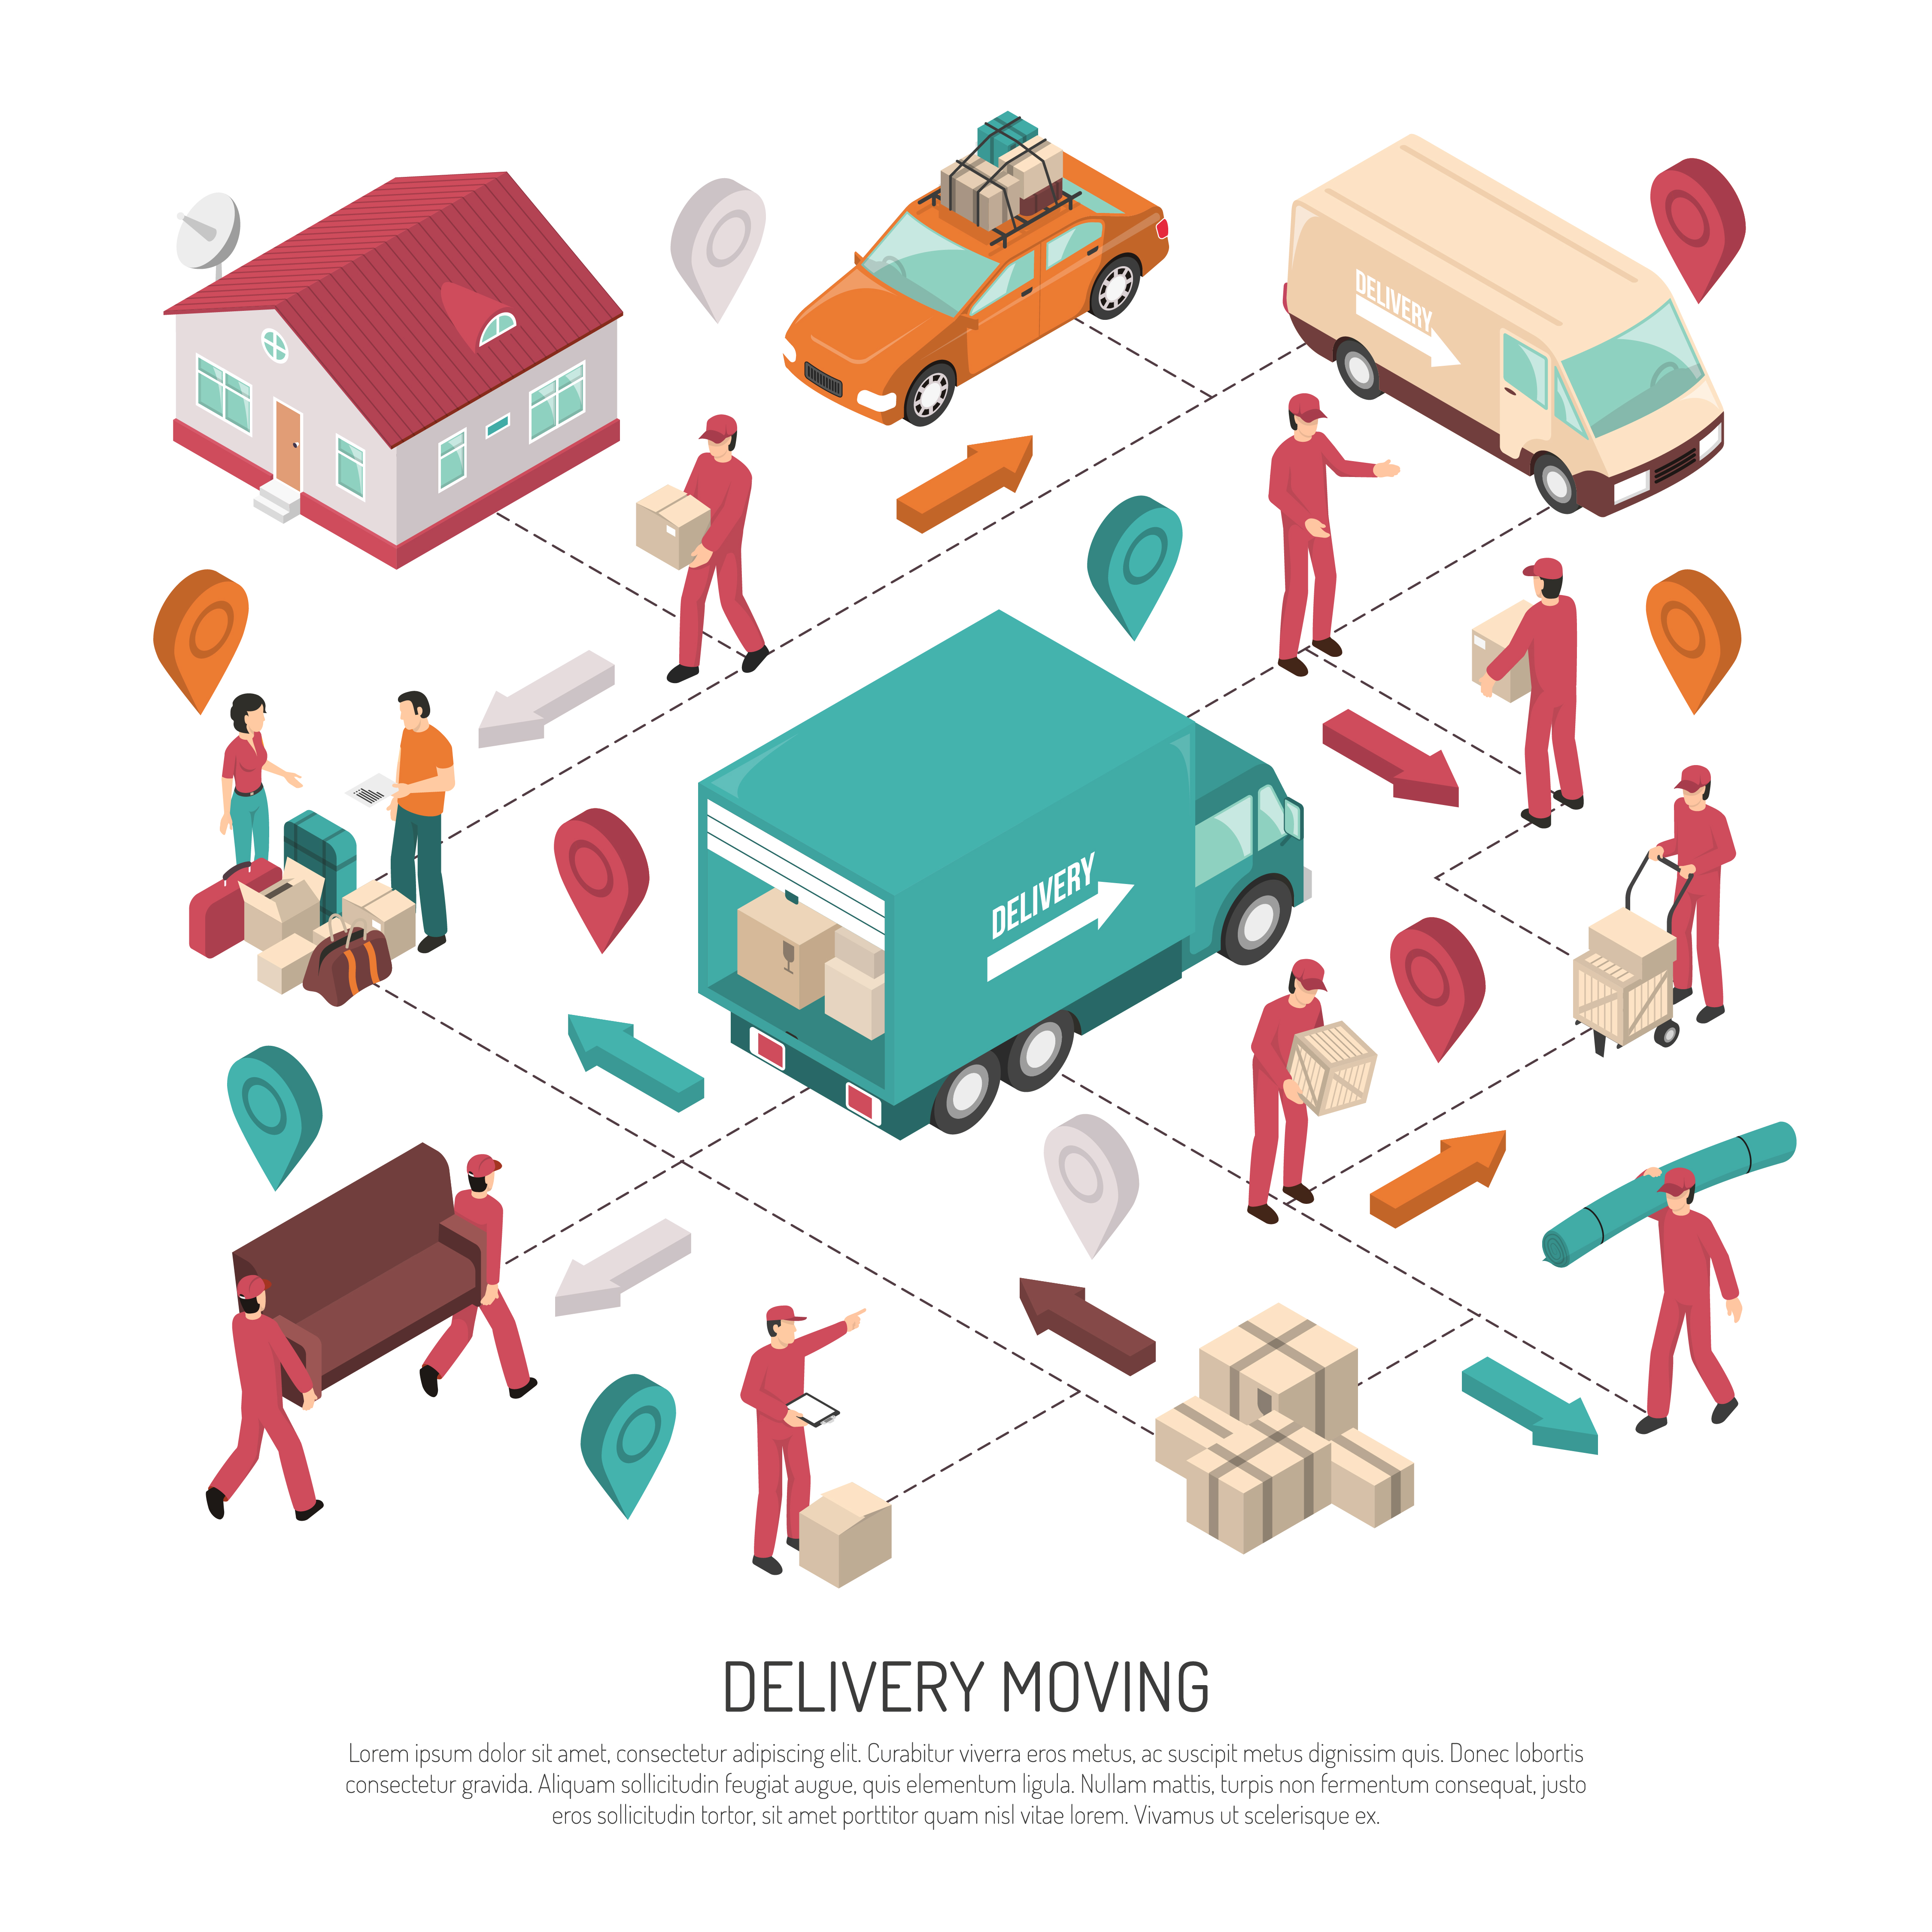 DELIVERY
DELIVERY
DELIVERY MOVING
Lorem ipsum dolor sit amet, consectetur adipiscing elit. Curabitur viverra eros metus, ac suscipit metus dignissim quis. Donec lobortis
consectetur gravida. Aliquam sollicitudin feugiat augue, quis elementum ligula. Nullam mattis, turpis non fermentum consequat, justo
eros sollicitudin tortor, sit amet porttitor quam nisl vitae lorem. Vivamus ut scelerisque ex.